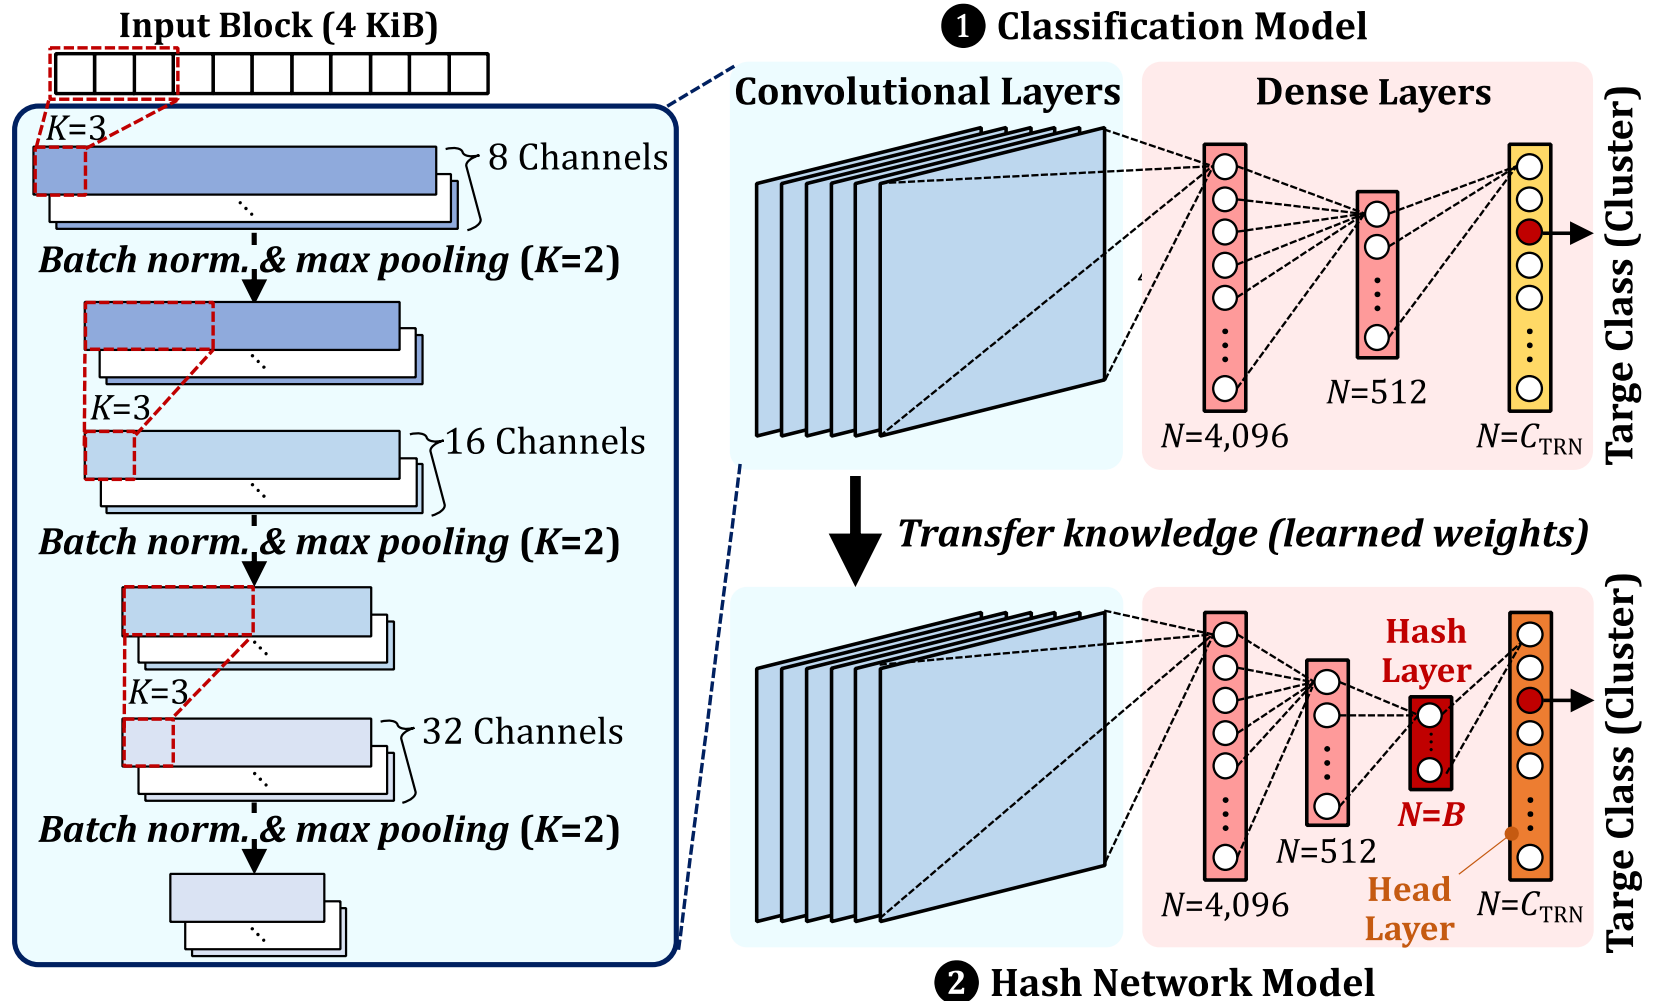 Input Block (4 KiB)
K=3
8 Channels
Batch norm. & max pooling (K=2)
K=3
16 Channels
Batch norm. & max pooling (K=2)
K=3
32 Channels
Batch norm. & max pooling (K=2)
1 Classification Model
Convolutional Layers
Dense Layers
N=4,096
N=512
N=C_TRN
Targe Class (Cluster)
Transfer knowledge (learned weights)
Hash
Layer
N=B
N=512
N=4,096
Head
Layer
N=C_TRN
Targe Class (Cluster)
2 Hash Network Model